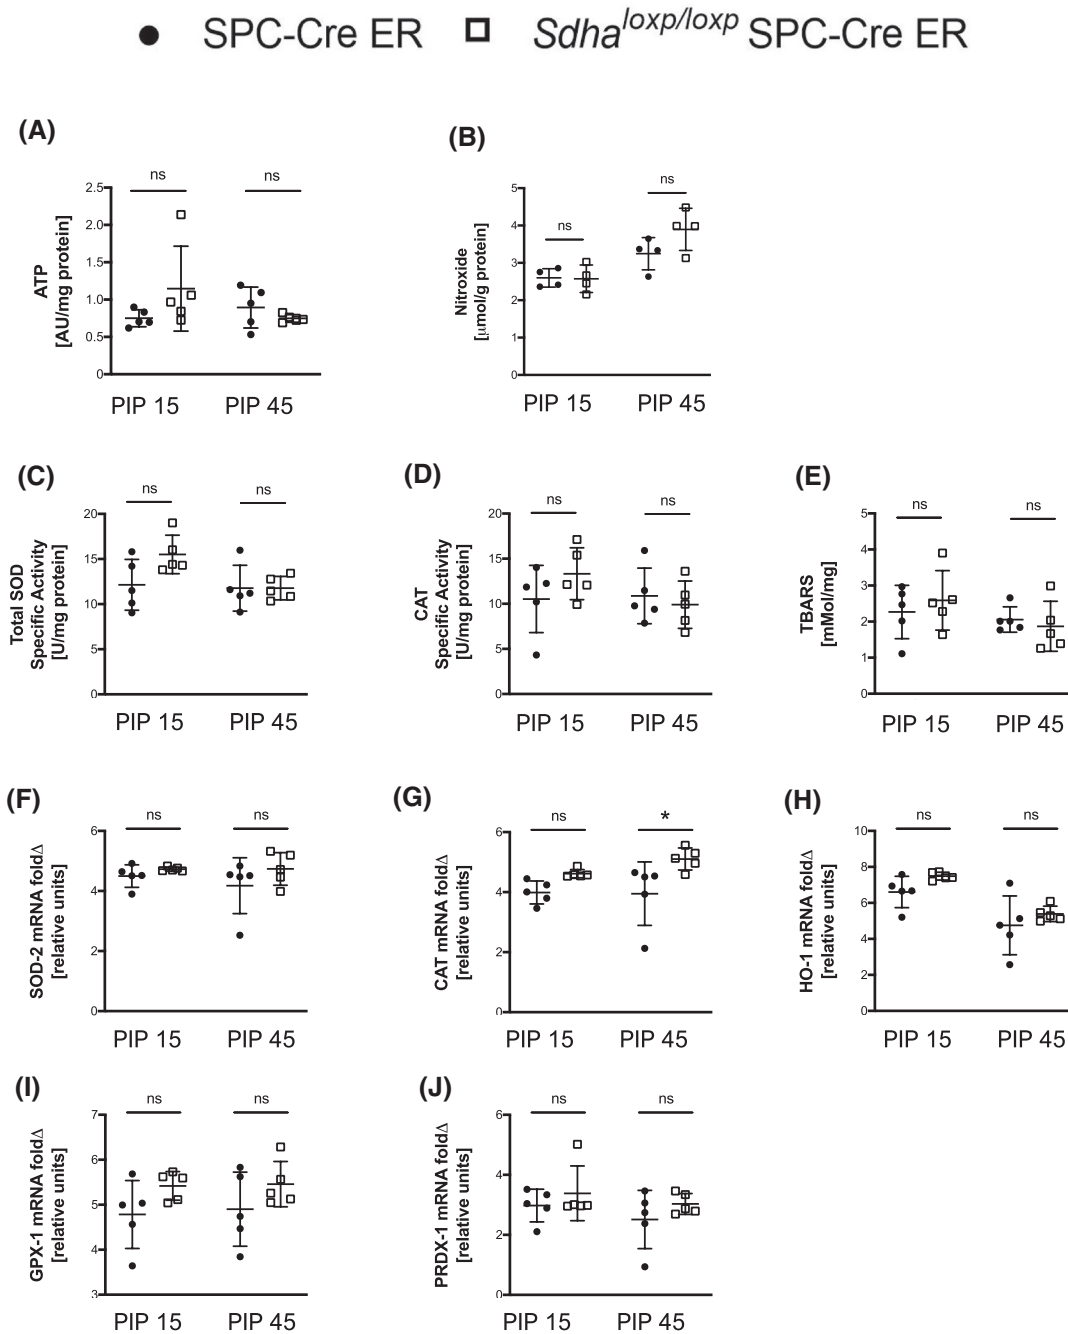 SPC-Cre ER Sdha^loxp/loxp SPC-Cre ER
(A)
ns ns
2.5
2.0
1.5
1.0
0.5
0
ATP
[AU/mg protein]
PIP 15 PIP 45
(B)
ns
ns
5
4
3
2
1
0
Nitroxide
[µmol/g protein]
PIP 15 PIP 45
(C)
ns ns
20
15
10
5
0
Total SOD
Specific Activity
[U/mg protein]
PIP 15 PIP 45
(D)
ns ns
20
15
10
5
0
CAT
Specific Activity
[U/mg protein]
PIP 15 PIP 45
(E)
ns ns
5
4
3
2
1
0
TBARS
[mMol/mg]
PIP 15 PIP 45
(F)
ns ns
6
4
2
0
SOD-2 mRNA fold∆
[relative units]
PIP 15 PIP 45
(G)
ns *
6
4
2
0
CAT mRNA fold∆
[relative units]
PIP 15 PIP 45
(H)
ns ns
10
8
6
4
2
0
HO-1 mRNA fold∆
[relative units]
PIP 15 PIP 45
(I)
ns ns
7
6
5
4
3
GPX-1 mRNA fold∆
[relative units]
PIP 15 PIP 45
(J)
ns ns
6
4
2
0
PRDX-1 mRNA fold∆
[relative units]
PIP 15 PIP 45